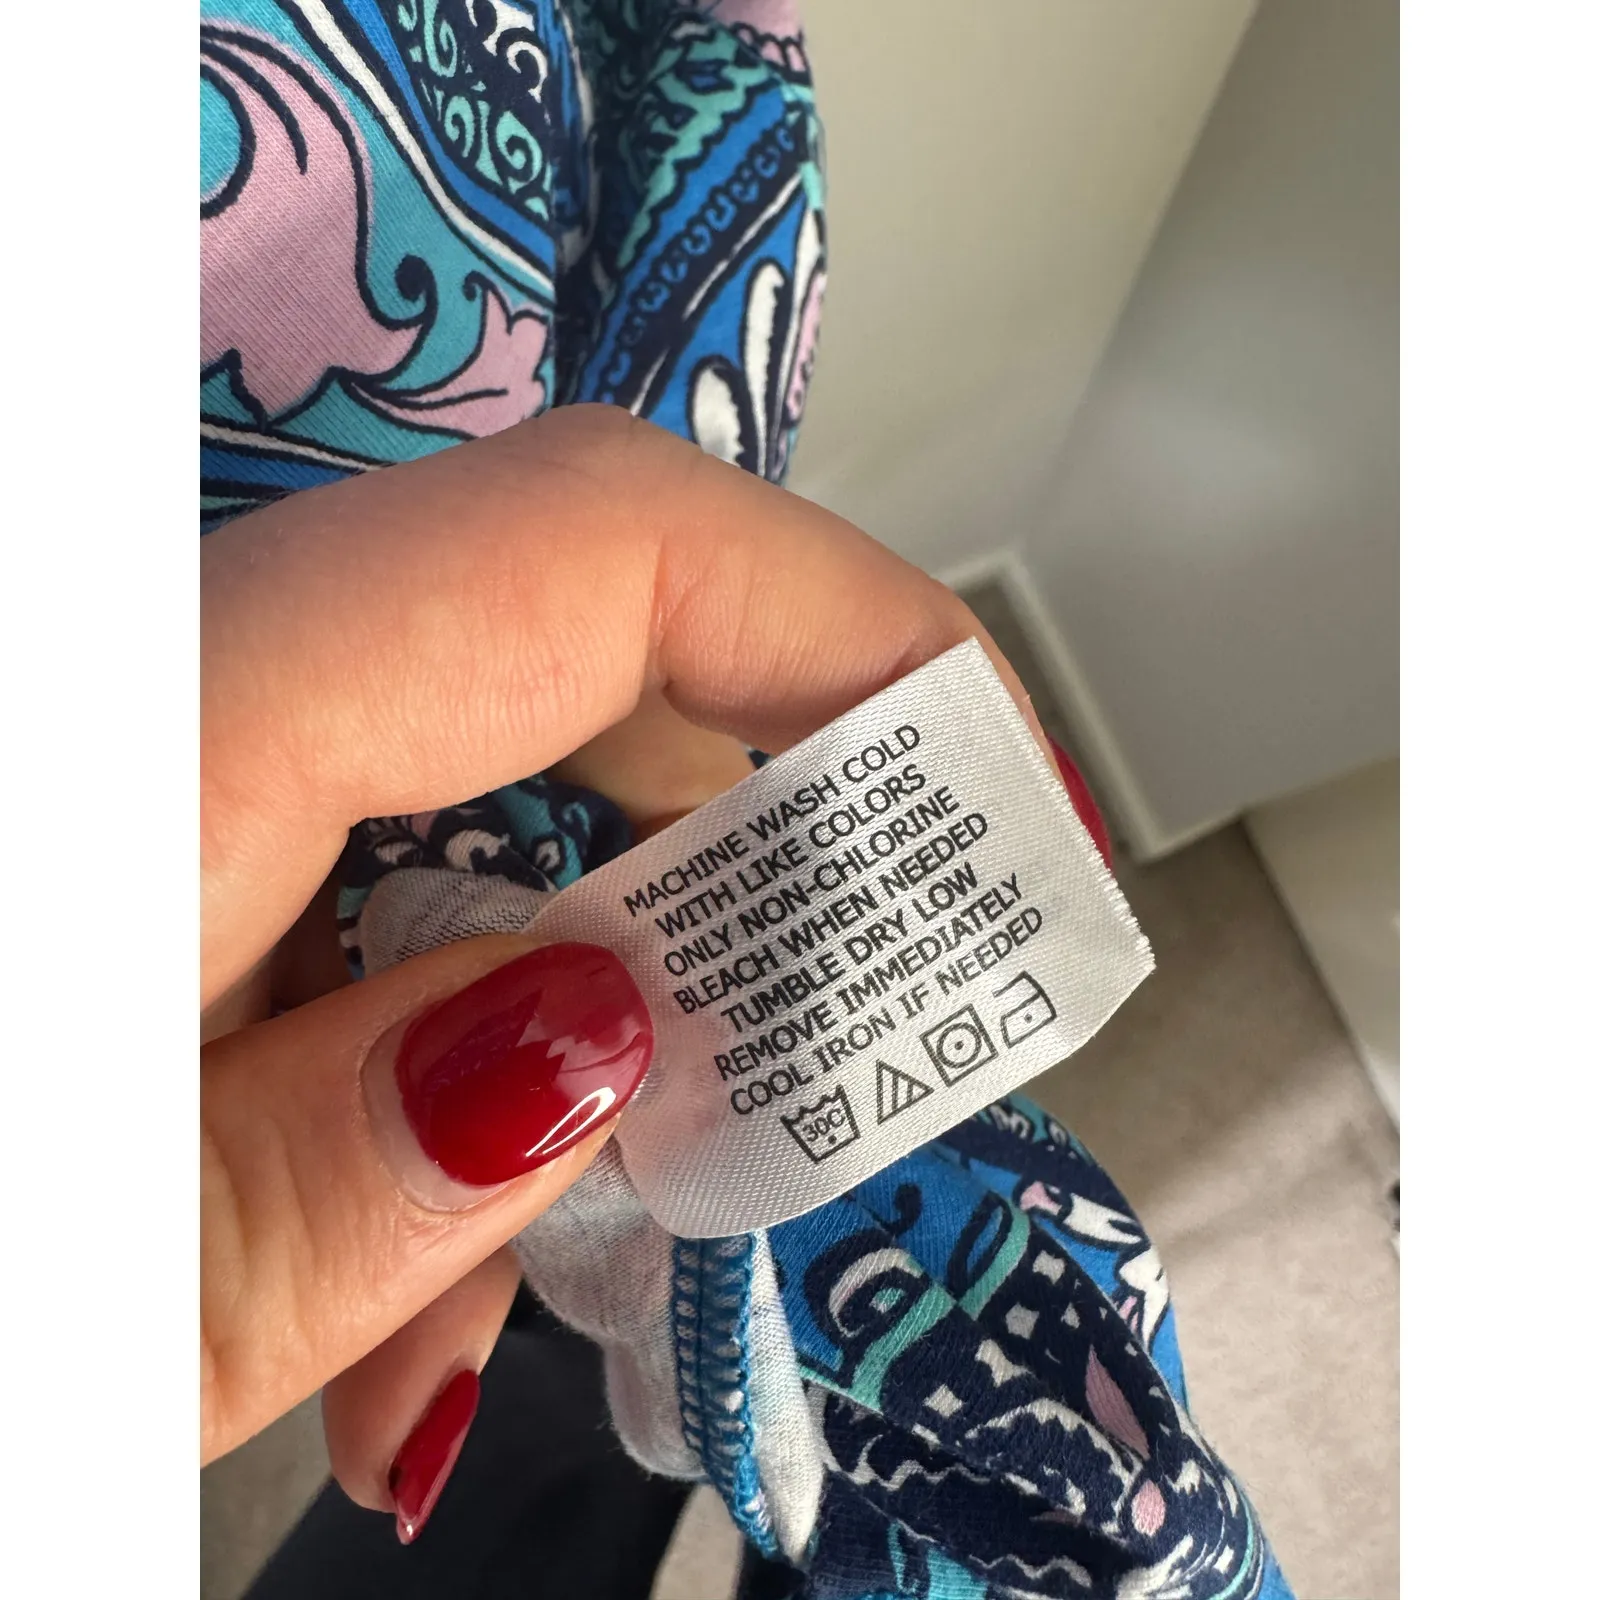 MACHINE WASH COLD
WITH LIKE COLORS
ONLY NON-CHLORINE
BLEACH WHEN NEEDED
TUMBLE DRY LOW
REMOVE IMMEDIATELY
COOL IRON IF NEEDED
30C